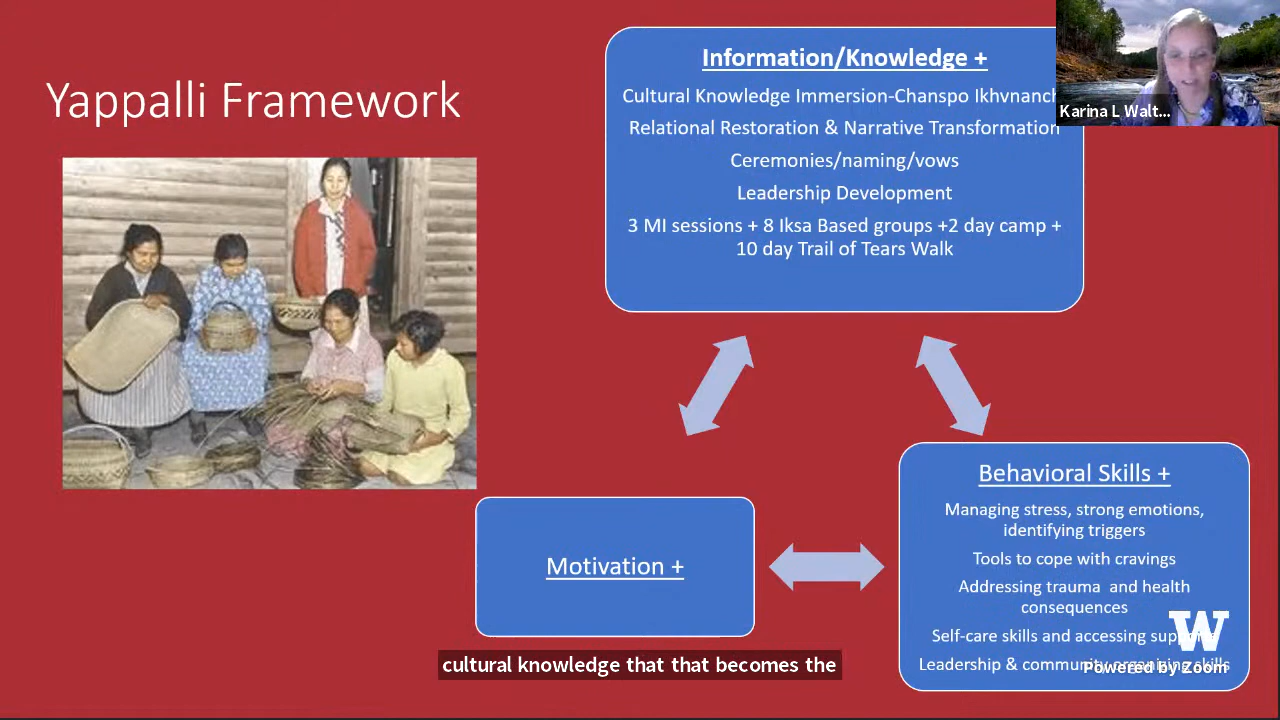 Yappalli Framework
Information/Knowledge +
Cultural Knowledge Immersion-Chanspo Ikhvnanch
Relational Restoration & Narrative Transformation
Ceremonies/naming/vows
Leadership Development
3 MI sessions + 8 Iksa Based groups +2 day camp +
10 day Trail of Tears Walk
Karina L Walt...
Motivation +
Behavioral Skills +
Managing stress, strong emotions,
identifying triggers
Tools to cope with cravings
Addressing trauma and health
consequences
Self-care skills and accessing
Leadership & community organizing skills
W
Powered by Zoom
cultural knowledge that that becomes the